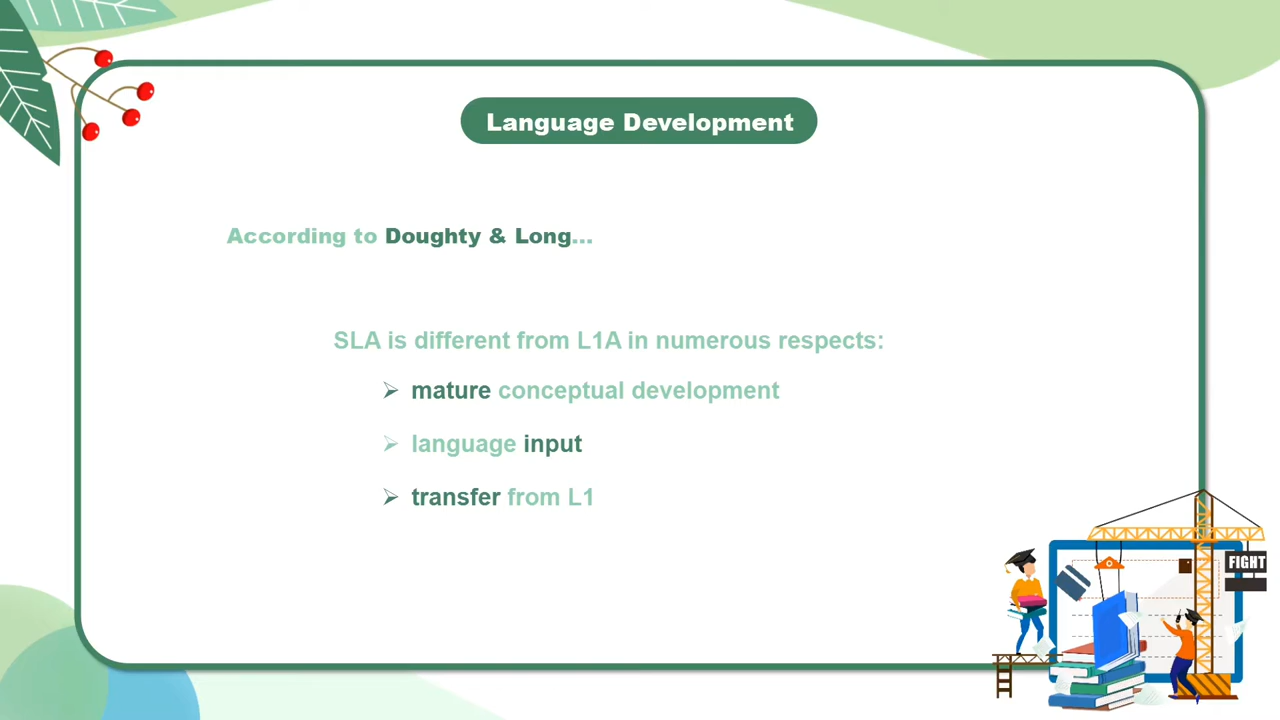 Language Development
According to Doughty & Long...
SLA is different from L1A in numerous respects:
➢ mature conceptual development
➢ language input
➢ transfer from L1
FIGHT